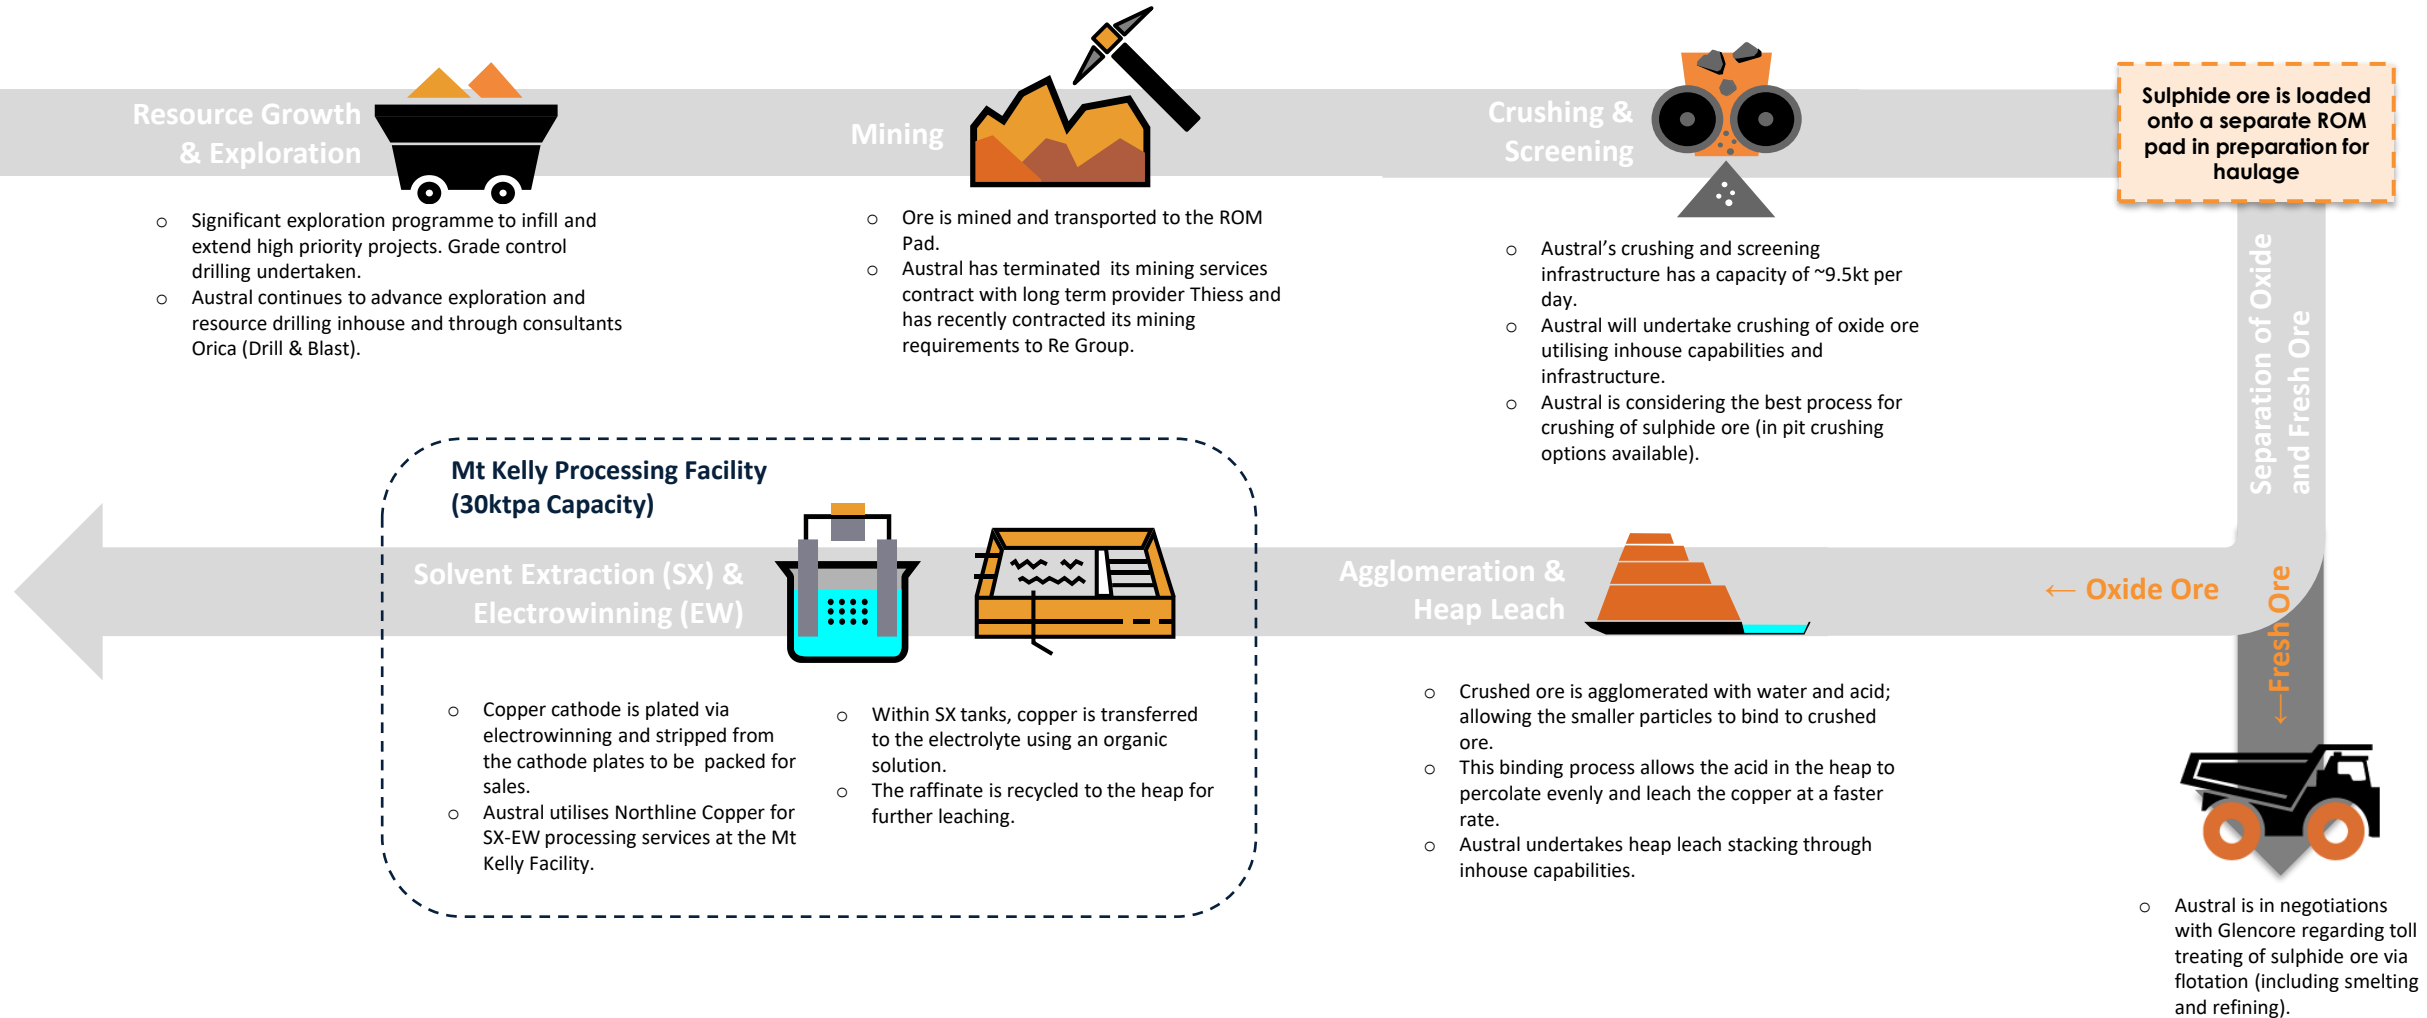 Resource Growth
& Exploration
○ Significant exploration programme to infill and
extend high priority projects. Grade control
drilling undertaken.
○ Austral continues to advance exploration and
resource drilling inhouse and through consultants
Orica (Drill & Blast).
Mining
○ Ore is mined and transported to the ROM
Pad.
○ Austral has terminated its mining services
contract with long term provider Thiess and
has recently contracted its mining
requirements to Re Group.
Crushing &
Screening
○ Austral’s crushing and screening
infrastructure has a capacity of ~9.5kt per
day.
○ Austral will undertake crushing of oxide ore
utilising inhouse capabilities and
infrastructure.
○ Austral is considering the best process for
crushing of sulphide ore (in pit crushing
options available).
Sulphide ore is loaded
onto a separate ROM
pad in preparation for
haulage
Separation of Oxide
and Fresh Ore
← Oxide Ore
←Fresh Ore
○ Austral is in negotiations
with Glencore regarding toll
treating of sulphide ore via
flotation (including smelting
and refining).
Agglomeration &
Heap Leach
○ Crushed ore is agglomerated with water and acid;
allowing the smaller particles to bind to crushed
ore.
○ This binding process allows the acid in the heap to
percolate evenly and leach the copper at a faster
rate.
○ Austral undertakes heap leach stacking through
inhouse capabilities.
Mt Kelly Processing Facility
(30ktpa Capacity)
Solvent Extraction (SX) &
Electrowinning (EW)
○ Copper cathode is plated via
electrowinning and stripped from
the cathode plates to be packed for
sales.
○ Austral utilises Northline Copper for
SX-EW processing services at the Mt
Kelly Facility.
○ Within SX tanks, copper is transferred
to the electrolyte using an organic
solution.
○ The raffinate is recycled to the heap for
further leaching.